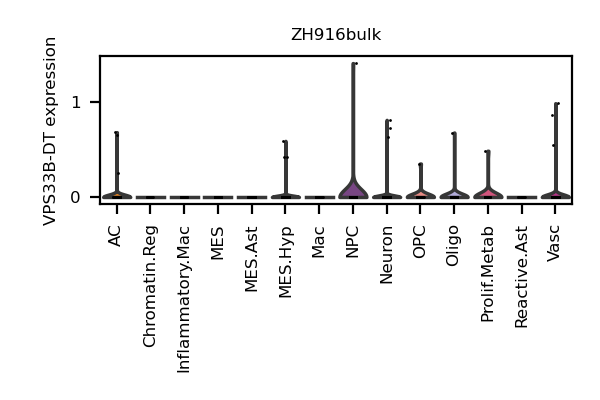 ZH916bulk
VPS33B-DT expression
1
0
AC
Chromatin.Reg
Inflammatory.Mac
MES
MES.Ast
MES.Hyp
Mac
NPC
Neuron
OPC
Oligo
Prolif.Metab
Reactive.Ast
Vasc